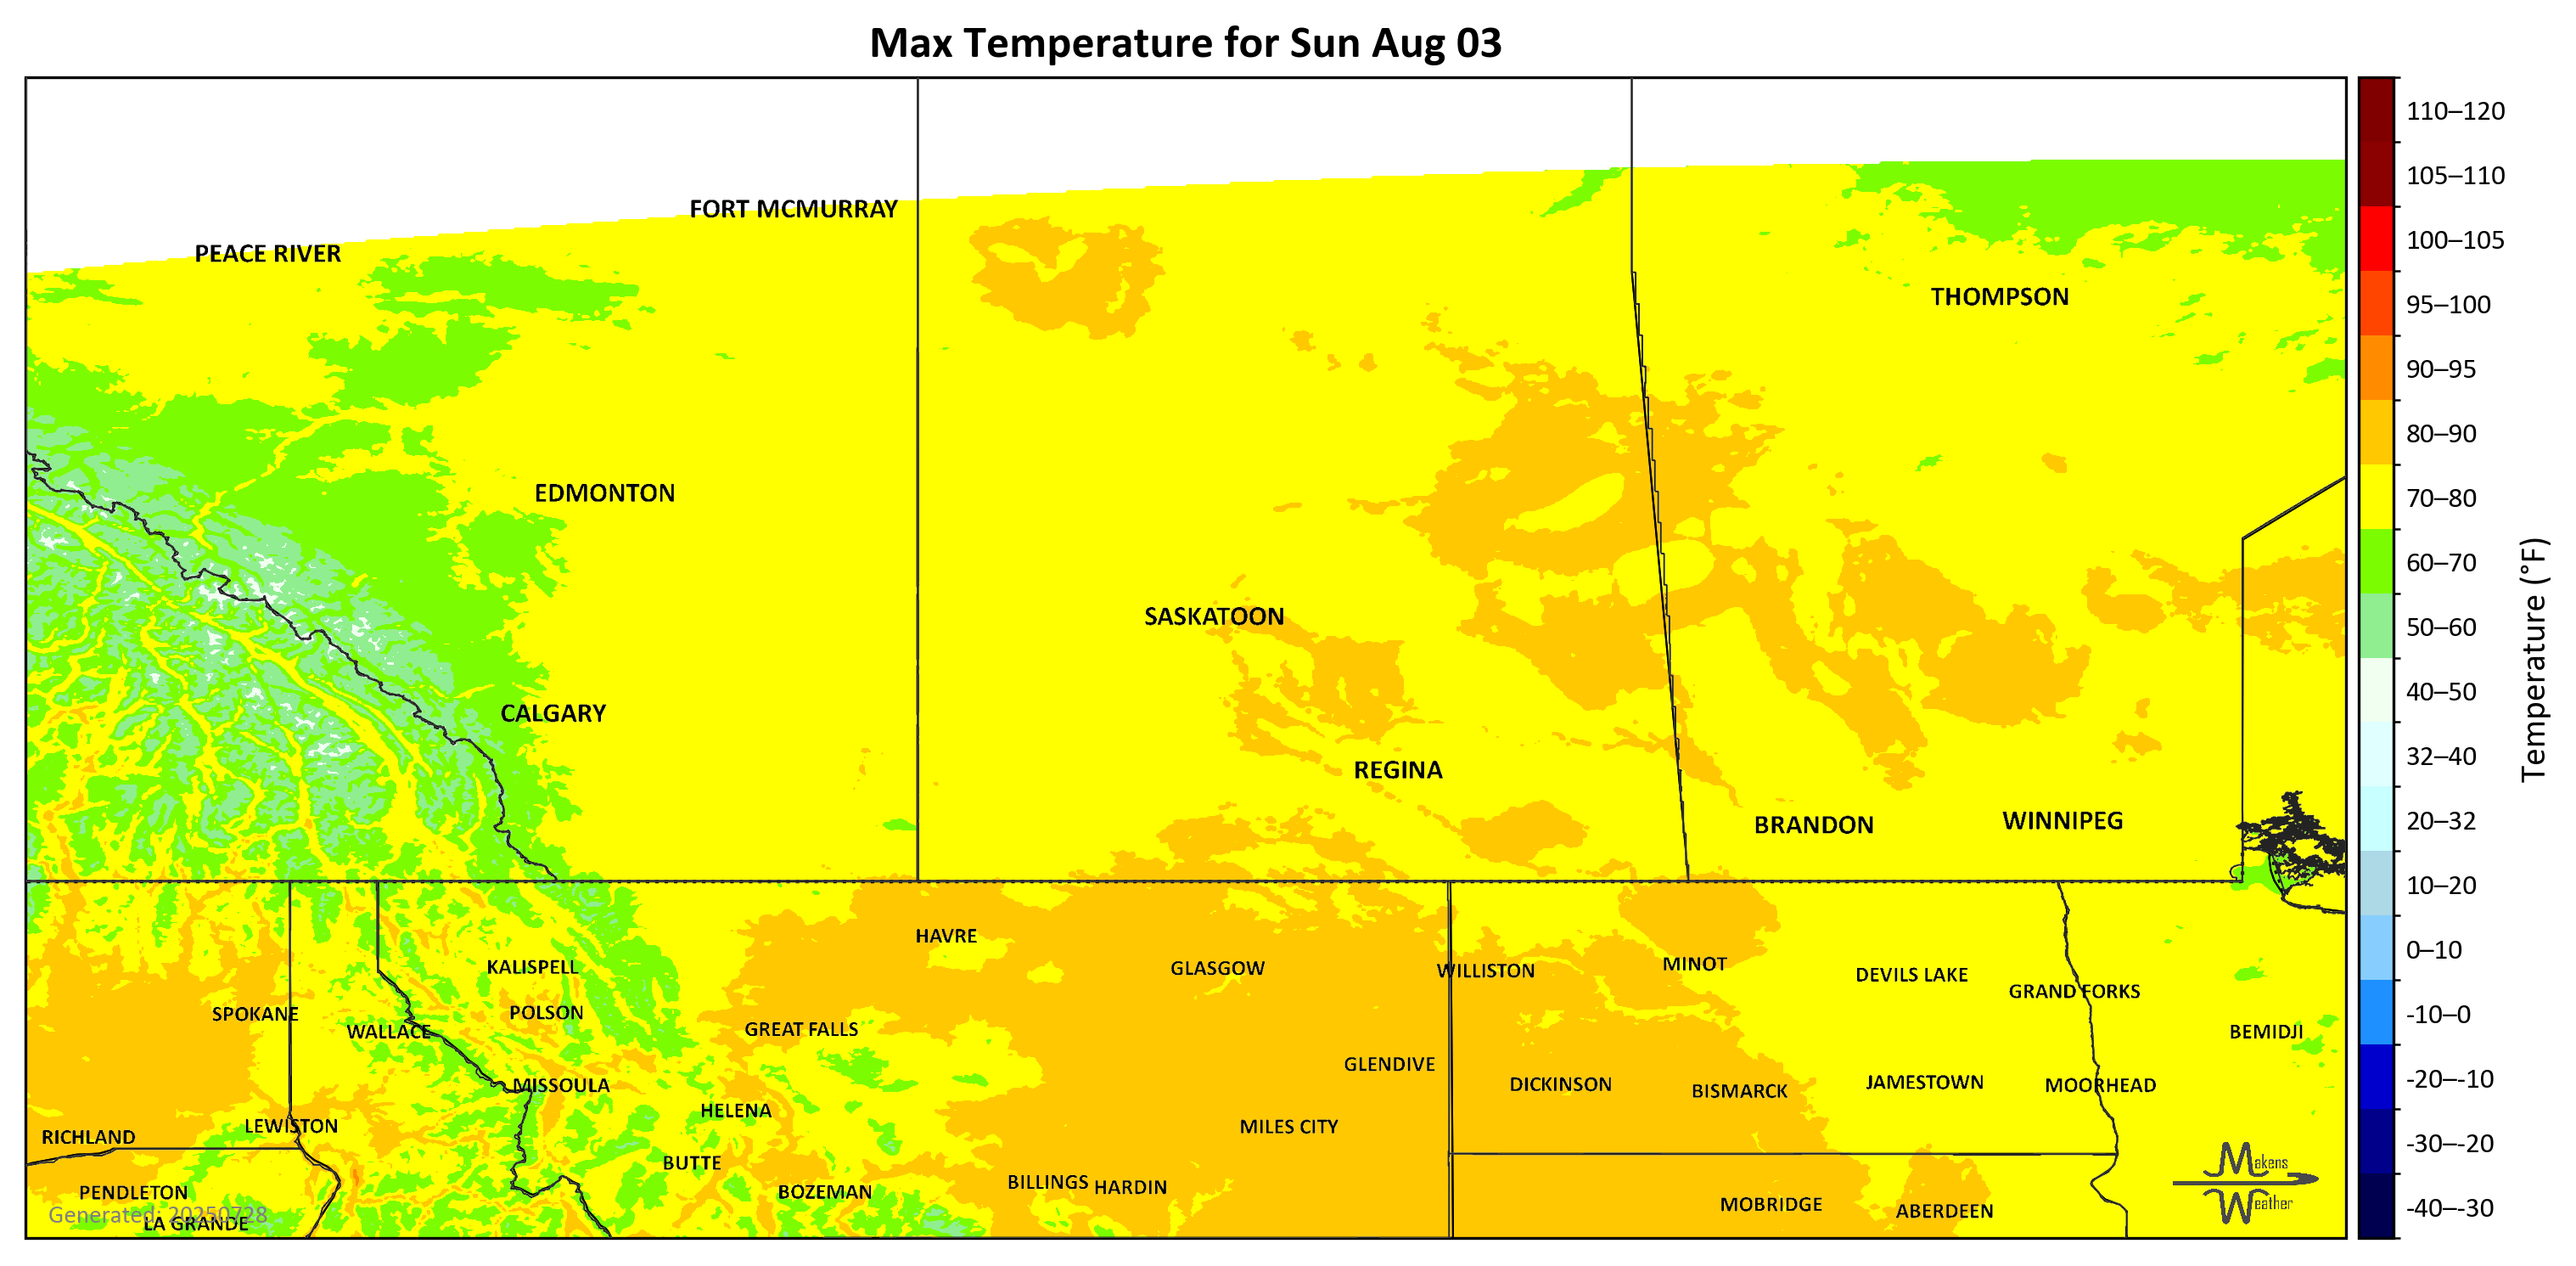 Max Temperature for Sun Aug 03
FORT MCMURRAY
PEACE RIVER
THOMPSON
EDMONTON
SASKATOON
CALGARY
REGINA
BRANDON
WINNIPEG
HAVRE
KALISPELL
GLASGOW
WILLISTON
MINOT
DEVILS LAKE
GRAND FORKS
SPOKANE
POLSON
WALLACE
GREAT FALLS
BEMIDJI
GLENDIVE
MISSOULA
DICKINSON
BISMARCK
JAMESTOWN
MOORHEAD
HELENA
LEWISTON
MILES CITY
RICHLAND
BUTTE
BILLINGS
HARDIN
PENDLETON
BOZEMAN
MOBRIDGE
ABERDEEN
Generated: 20250728
LA GRANDE
Makens
Weather
110–120
105–110
100–105
95–100
90–95
80–90
70–80
60–70
50–60
40–50
32–40
20–32
10–20
0–10
-10–0
-20–-10
-30–-20
-40–-30
Temperature (°F)